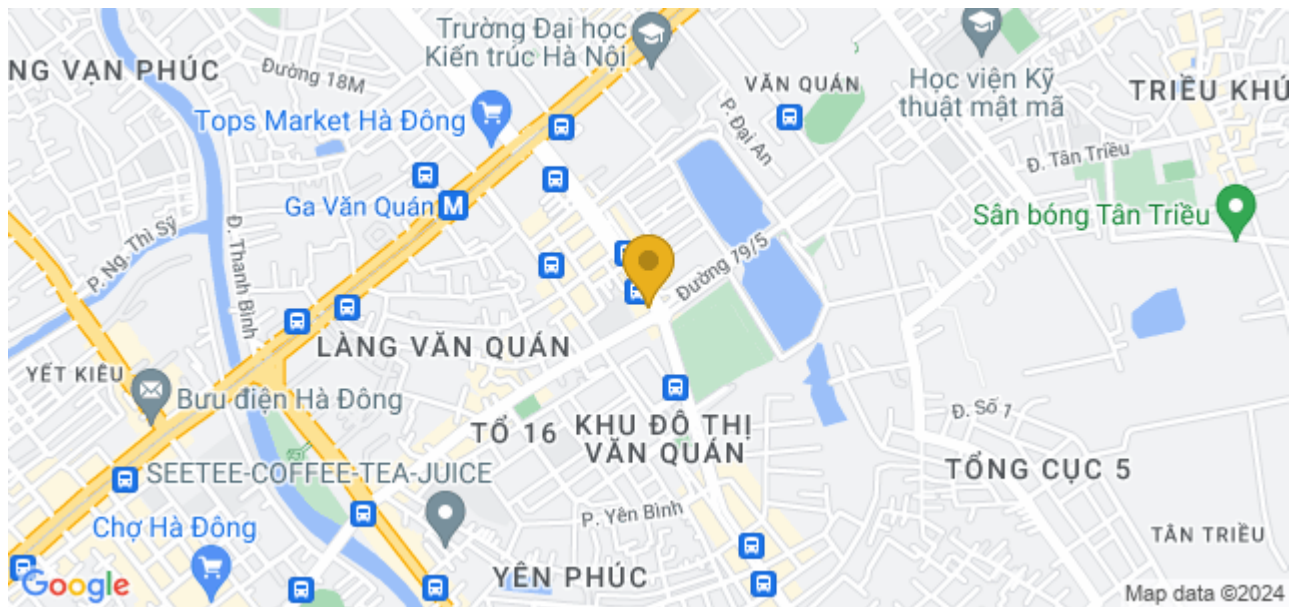 Trường Đại học
Kiến trúc Hà Nội
NG VẠN PHÚC
Đường 18M
VĂN QUÁN
Học viện Kỹ
thuật mật mã
TRIỀU KHÚ
Tops Market Hà Đông
P. Đại An
Đ. Tân Triều
Ga Văn Quán
M
Sân bóng Tân Triều
P. Ng. Thì Sỹ
Đ. Thanh Bình
Đường 19/5
LÀNG VĂN QUÁN
YẾT KIÊU
Bưu điện Hà Đông
Đ. Số 1
TỔ 16
KHU ĐÔ THỊ
VĂN QUÁN
SEETEE-COFFEE-TEA-JUICE
TỔNG CỤC 5
Chợ Hà Đông
P. Yên Bình
TÂN TRIỀU
YÊN PHÚC
Google
Map data ©2024